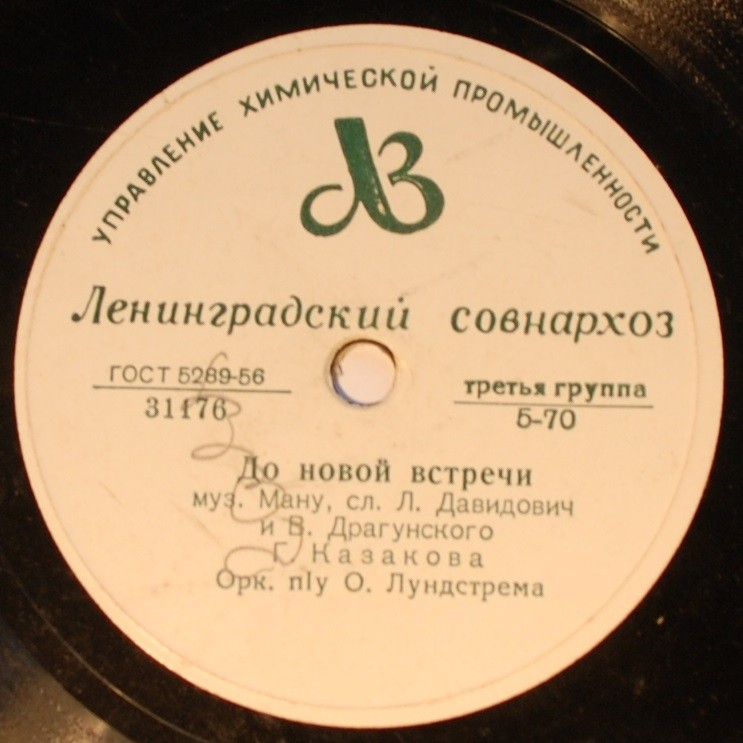 УПРАВЛЕНИЕ ХИМИЧЕСКОЙ ПРОМЫШЛЕННОСТИ
ЛЗ
Ленинградский совнархоз
ГОСТ 5289-56
31176
третья группа
5-70
До новой встречи
муз. Ману, сл. Л. Давидович
и В. Драгунского
Г. Казакова
Орк. п/у О. Лундстрема